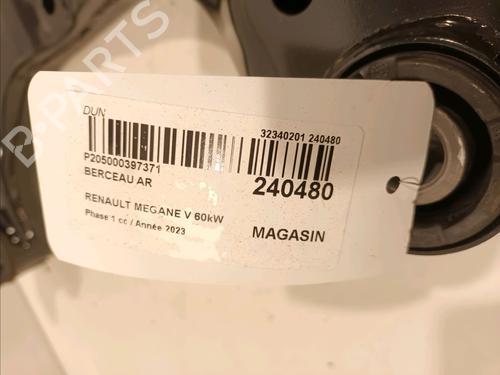 DUN
32340201 240480
P205000397371
BERCEAU AR
240480
RENAULT MEGANE V 60kW
Phase 1 cc / Année 2023
MAGASIN
B-PARTS